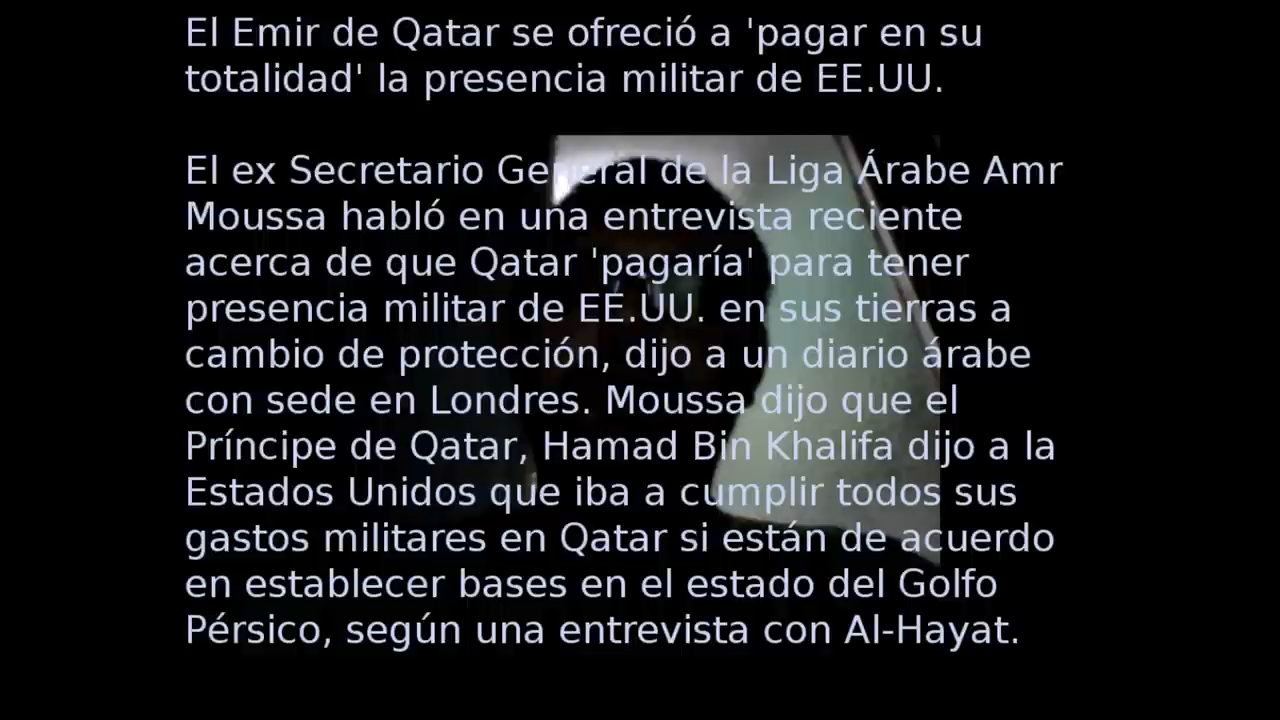 El Emir de Qatar se ofreció a 'pagar en su
totalidad' la presencia militar de EE.UU.
El ex Secretario General de la Liga Árabe Amr
Moussa habló en una entrevista reciente
acerca de que Qatar 'pagaría' para tener
presencia militar de EE.UU. en sus tierras a
cambio de protección, dijo a un diario árabe
con sede en Londres. Moussa dijo que el
Príncipe de Qatar, Hamad Bin Khalifa dijo a la
Estados Unidos que iba a cumplir todos sus
gastos militares en Qatar si están de acuerdo
en establecer bases en el estado del Golfo
Pérsico, según una entrevista con Al-Hayat.